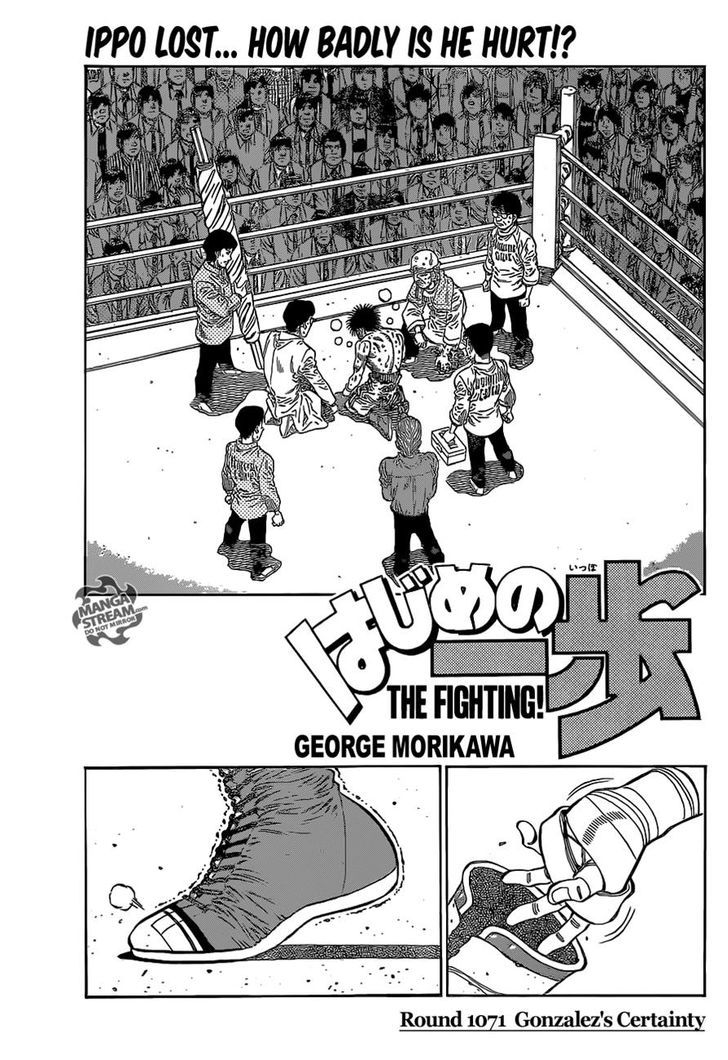 IPPO LOST... HOW BADLY IS HE HURT!?
MANGA
STREAM.com
DO NOT MIRROR
いっぽ
はじめの一歩
THE FIGHTING!
GEORGE MORIKAWA
Round 1071 Gonzalez's Certainty